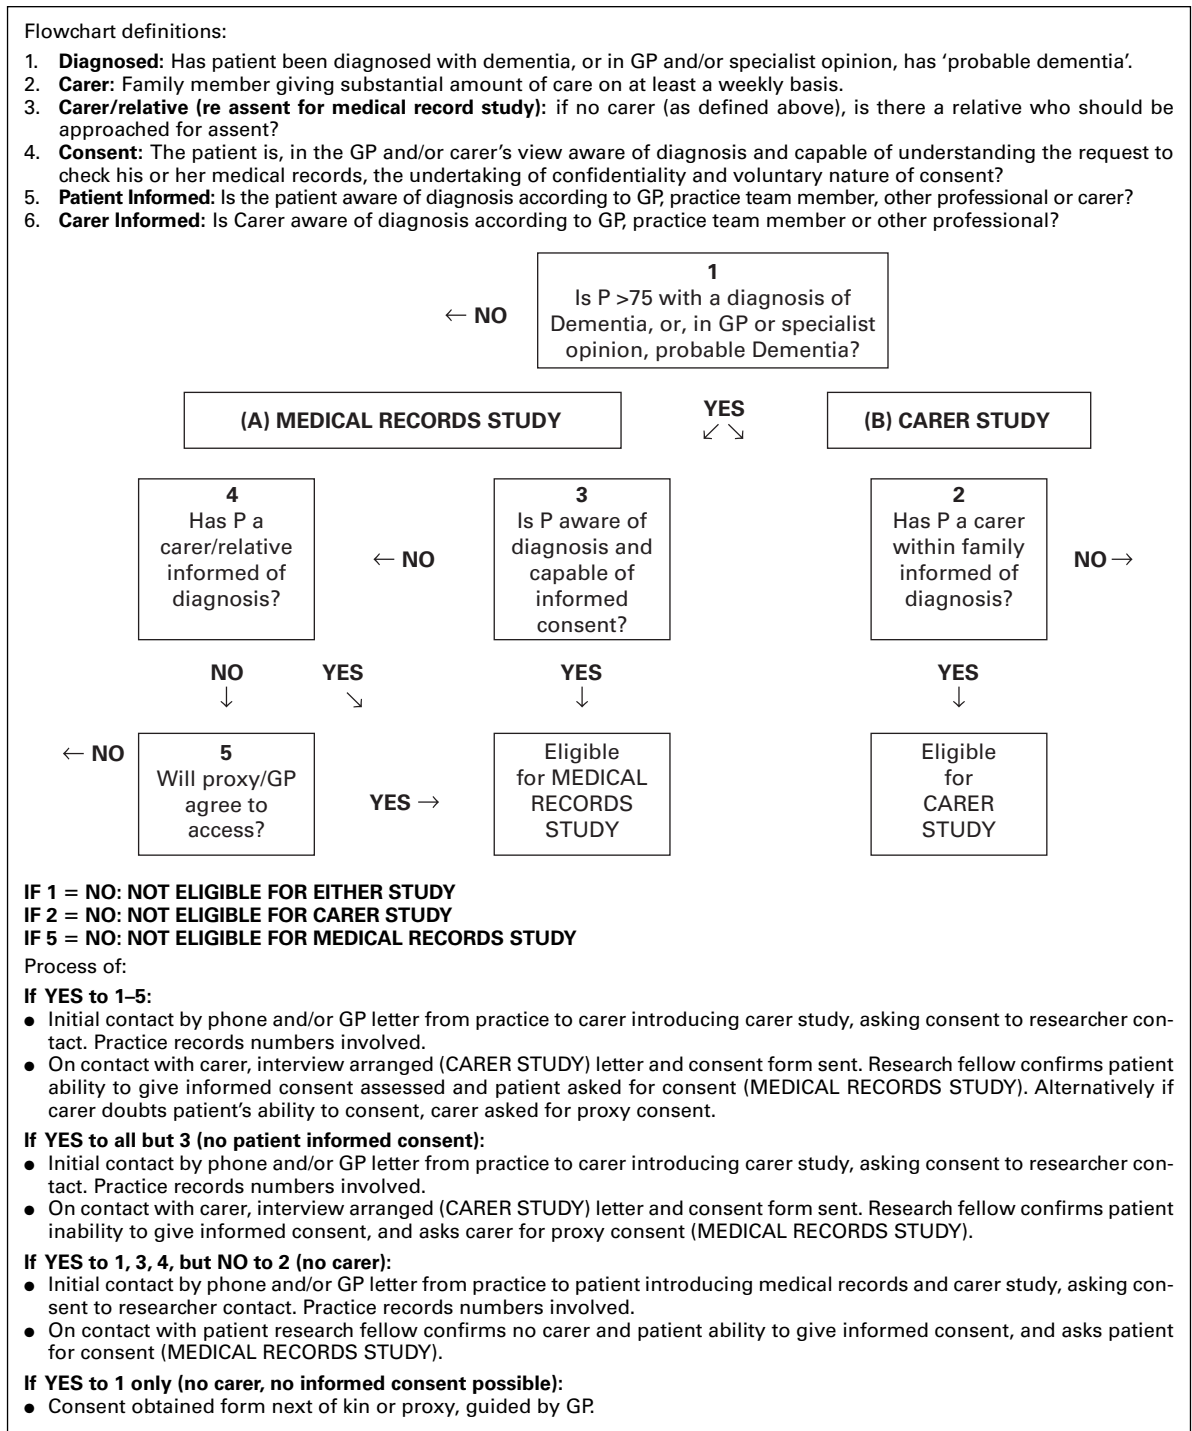 Flowchart definitions:
1. Diagnosed: Has patient been diagnosed with dementia, or in GP and/or specialist opinion, has ‘probable dementia’.
2. Carer: Family member giving substantial amount of care on at least a weekly basis.
3. Carer/relative (re assent for medical record study): if no carer (as defined above), is there a relative who should be
approached for assent?
4. Consent: The patient is, in the GP and/or carer’s view aware of diagnosis and capable of understanding the request to
check his or her medical records, the undertaking of confidentiality and voluntary nature of consent?
5. Patient Informed: Is the patient aware of diagnosis according to GP, practice team member, other professional or carer?
6. Carer Informed: Is Carer aware of diagnosis according to GP, practice team member or other professional?
1
Is P >75 with a diagnosis of
Dementia, or, in GP or specialist
opinion, probable Dementia?
← NO
(A) MEDICAL RECORDS STUDY
YES
↙ ↘
(B) CARER STUDY
4
Has P a
carer/relative
informed of
diagnosis?
← NO
3
Is P aware of
diagnosis and
capable of
informed
consent?
2
Has P a carer
within family
informed of
diagnosis?
NO →
NO
↓
YES
↘
YES
↓
YES
↓
← NO
5
Will proxy/GP
agree to
access?
YES →
Eligible
for MEDICAL
RECORDS
STUDY
Eligible
for
CARER
STUDY
IF 1 = NO: NOT ELIGIBLE FOR EITHER STUDY
IF 2 = NO: NOT ELIGIBLE FOR CARER STUDY
IF 5 = NO: NOT ELIGIBLE FOR MEDICAL RECORDS STUDY
Process of:
If YES to 1–5:
● Initial contact by phone and/or GP letter from practice to carer introducing carer study, asking consent to researcher con-
tact. Practice records numbers involved.
● On contact with carer, interview arranged (CARER STUDY) letter and consent form sent. Research fellow confirms patient
ability to give informed consent assessed and patient asked for consent (MEDICAL RECORDS STUDY). Alternatively if
carer doubts patient’s ability to consent, carer asked for proxy consent.
If YES to all but 3 (no patient informed consent):
● Initial contact by phone and/or GP letter from practice to carer introducing carer study, asking consent to researcher con-
tact. Practice records numbers involved.
● On contact with carer, interview arranged (CARER STUDY) letter and consent form sent. Research fellow confirms patient
inability to give informed consent, and asks carer for proxy consent (MEDICAL RECORDS STUDY).
If YES to 1, 3, 4, but NO to 2 (no carer):
● Initial contact by phone and/or GP letter from practice to patient introducing medical records and carer study, asking con-
sent to researcher contact. Practice records numbers involved.
● On contact with patient research fellow confirms no carer and patient ability to give informed consent, and asks patient
for consent (MEDICAL RECORDS STUDY).
If YES to 1 only (no carer, no informed consent possible):
● Consent obtained form next of kin or proxy, guided by GP.